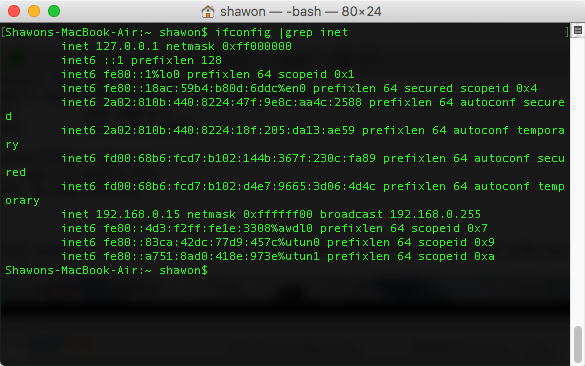 shawon — -bash — 80×24
[Shawons-MacBook-Air:~ shawon$ ifconfig |grep inet ]
inet 127.0.0.1 netmask 0xff000000
inet6 ::1 prefixlen 128
inet6 fe80::1%lo0 prefixlen 64 scopeid 0x1
inet6 fe80::18ac:59b4:b80d:6ddc%en0 prefixlen 64 secured scopeid 0x4
inet6 2a02:810b:440:8224:47f:9e8c:aa4c:2588 prefixlen 64 autoconf secure
d
inet6 2a02:810b:440:8224:18f:205:da13:ae59 prefixlen 64 autoconf tempora
ry
inet6 fd00:68b6:fcd7:b102:144b:367f:230c:fa89 prefixlen 64 autoconf secu
red
inet6 fd00:68b6:fcd7:b102:d4e7:9665:3d06:4d4c prefixlen 64 autoconf temp
orary
inet 192.168.0.15 netmask 0xffffff00 broadcast 192.168.0.255
inet6 fe80::4d3:f2ff:fe1e:3308%awdl0 prefixlen 64 scopeid 0x7
inet6 fe80::83ca:42dc:77d9:457c%utun0 prefixlen 64 scopeid 0x9
inet6 fe80::a751:8ad0:418e:973e%utun1 prefixlen 64 scopeid 0xa
Shawons-MacBook-Air:~ shawon$